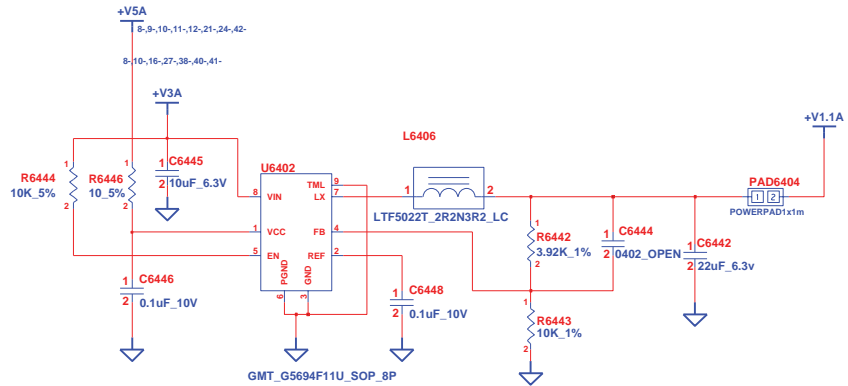 +V5A
8-,9-,10-,11-,12-,21-,24-,42-
8-,10-,16-,27-,38-,40-,41-
+V3A
+V1.1A
L6406
R6444
10K_5%
1
2
R6446
10_5%
1
2
C6445
10uF_6.3V
1
2
U6402
VIN
8
VCC
1
EN
5
TML
9
LX
7
FB
4
REF
2
PGND
6
GND
3
1
2
LTF5022T_2R2N3R2_LC
PAD6404
1
2
POWERPAD1x1m
R6442
3.92K_1%
1
2
C6444
0402_OPEN
1
2
C6442
22uF_6.3v
1
2
C6446
0.1uF_10V
1
2
C6448
0.1uF_10V
1
2
R6443
10K_1%
1
2
GMT_G5694F11U_SOP_8P